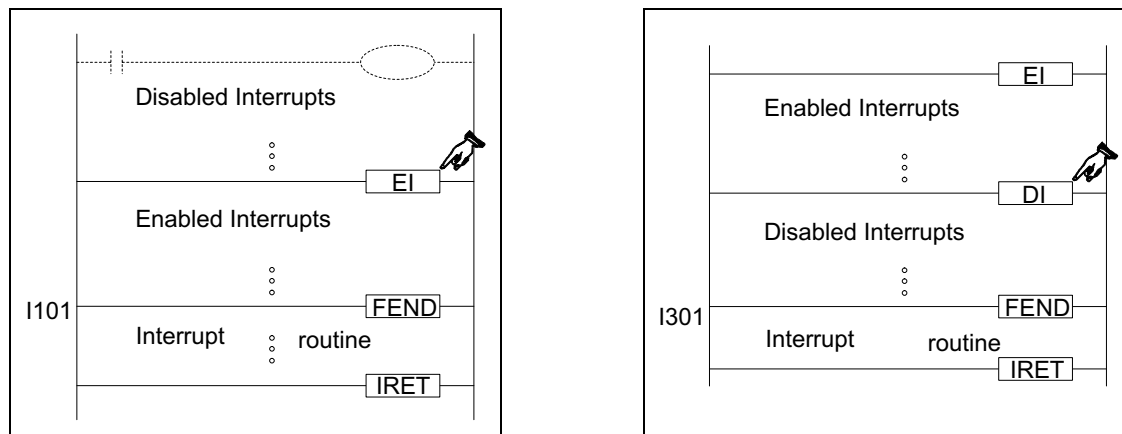 Disabled Interrupts
EI
Enabled Interrupts
FEND
I101
Interrupt routine
IRET
EI
Enabled Interrupts
DI
Disabled Interrupts
FEND
I301
Interrupt routine
IRET